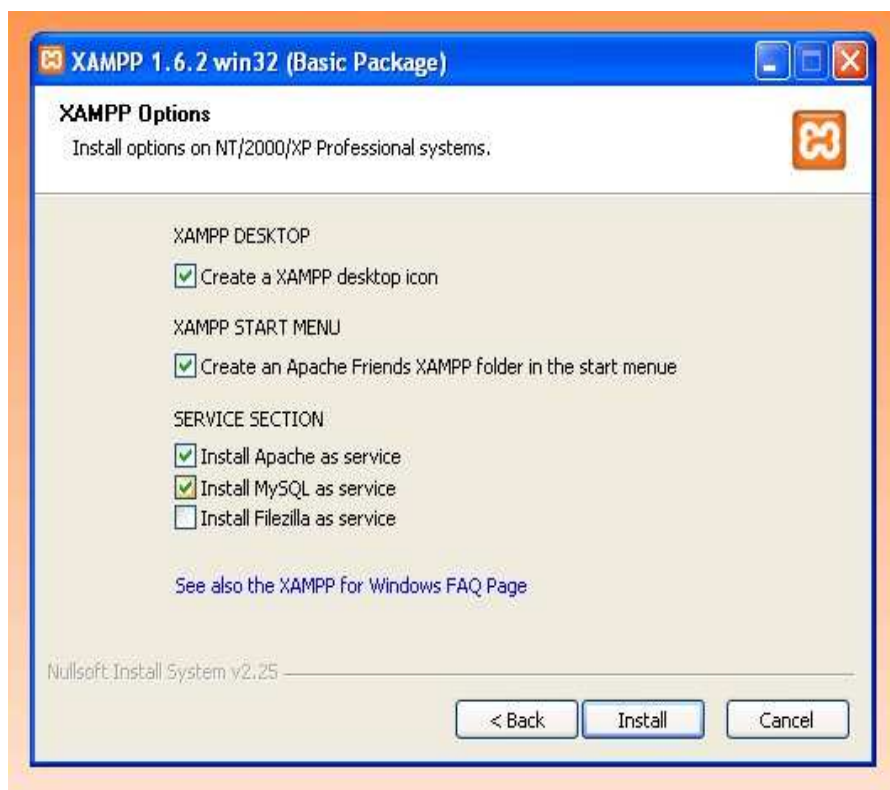 XAMPP 1.6.2 win32 (Basic Package)
XAMPP Options
Install options on NT/2000/XP Professional systems.
XAMPP DESKTOP
Create a XAMPP desktop icon
XAMPP START MENU
Create an Apache Friends XAMPP folder in the start menue
SERVICE SECTION
Install Apache as service
Install MySQL as service
Install Filezilla as service
See also the XAMPP for Windows FAQ Page
Nullsoft Install System v2.25
< Back Install Cancel